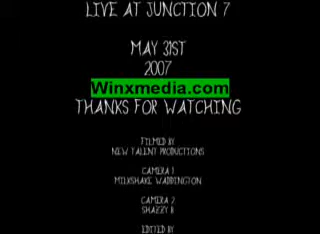 LIVE AT JUNCTION 7
MAY 31ST
2007
Winxmedia.com
THANKS FOR WATCHING
FILMED BY
NEW TALENT PRODUCTIONS
CAMERA 1
MILKSHAKE WADDINGTON
CAMERA 2
SHAZZY B
EDITED BY